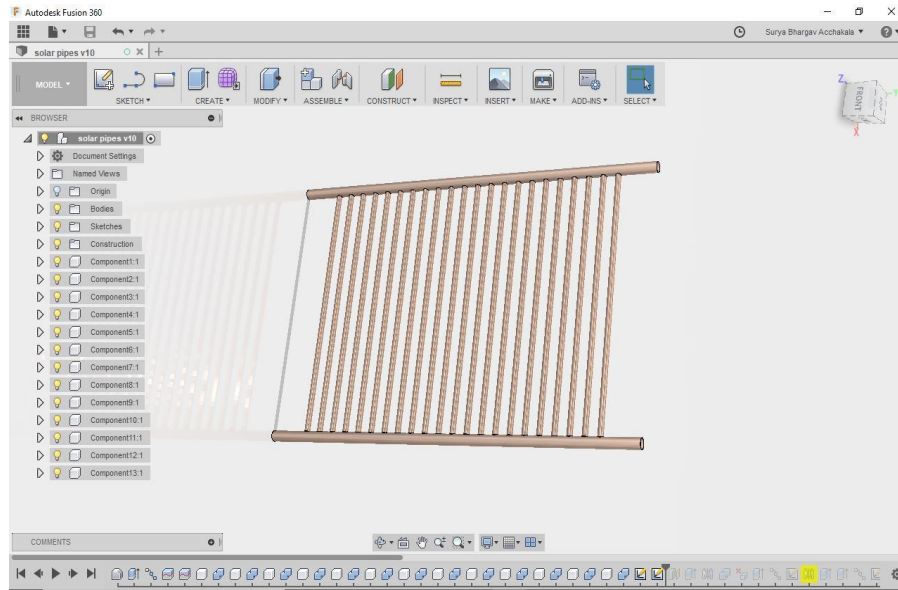 Autodesk Fusion 360
Surya Bhargav Acchakala
solar pipes v10
MODEL
SKETCH
CREATE
MODIFY
ASSEMBLE
CONSTRUCT
INSPECT
INSERT
MAKE
ADD-INS
SELECT
Z
FRONT
X
BROWSER
solar pipes v10
Document Settings
Named Views
Origin
Bodies
Sketches
Construction
Component1:1
Component2:1
Component3:1
Component4:1
Component5:1
Component6:1
Component7:1
Component8:1
Component9:1
Component10:1
Component11:1
Component12:1
Component13:1
COMMENTS